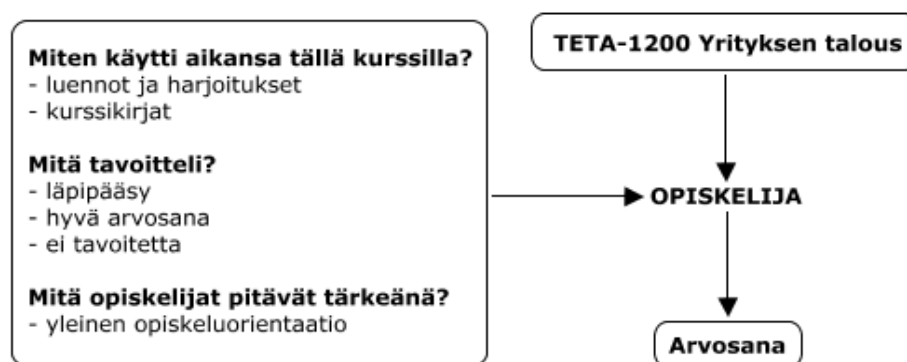 Miten käytti aikansa tällä kurssilla?
- luennot ja harjoitukset
- kurssikirjat
Mitä tavoitteli?
- läpipääsy
- hyvä arvosana
- ei tavoitetta
Mitä opiskelijat pitävät tärkeänä?
- yleinen opiskeluorientaatio
TETA-1200 Yrityksen talous
OPISKELIJA
Arvosana